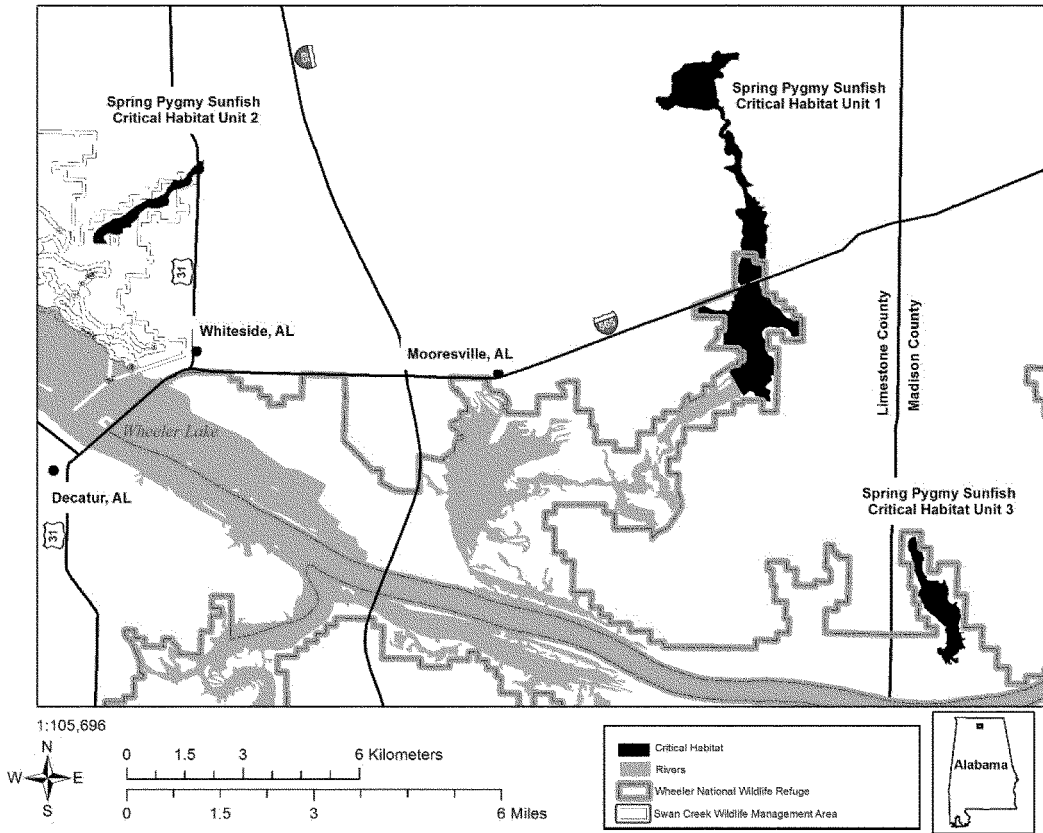 Spring Pygmy Sunfish
Critical Habitat Unit 2
Spring Pygmy Sunfish
Critical Habitat Unit 1
31
Whiteside, AL
Mooresville, AL
Limestone County
Madison County
Wheeler Lake
Decatur, AL
31
Spring Pygmy Sunfish
Critical Habitat Unit 3
1:105,696
N
W
E
S
0 1.5 3 6 Kilometers
0 1.5 3 6 Miles
Critical Habitat
Rivers
Wheeler National Wildlife Refuge
Swan Creek Wildlife Management Area
Alabama